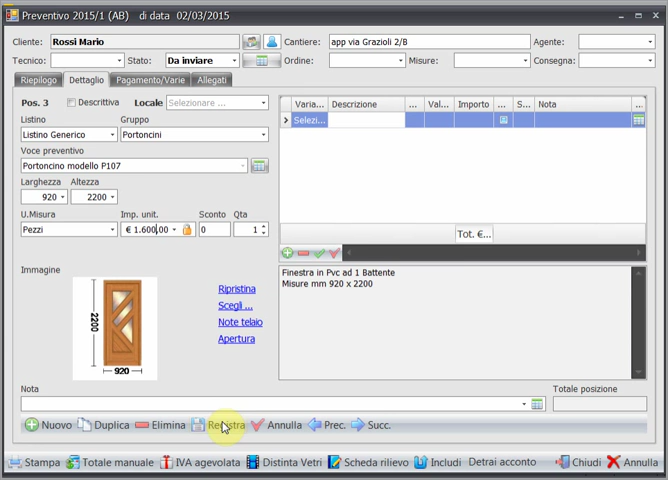 Preventivo 2015/1 (AB)   di data  02/03/2015
Cliente: Rossi Mario Cantiere: app via Grazioli 2/B Agente:
Tecnico: Stato: Da inviare Ordine: Misure: Consegna:
Riepilogo Dettaglio Pagamento/Varie Allegati
Pos. 3 Descrittiva Locale Selezionare ...
Listino Gruppo
Listino Generico Portoncini
Voce preventivo
Portoncino modello P107
Larghezza Altezza
920 2200
U.Misura Imp. unit. Sconto Qta
Pezzi € 1.600,00 0 1
Varia... Descrizione ... Val... Importo ... S... Nota ...
Selezi...
Tot. €...
Immagine
2200
920
Ripristina
Scegli ...
Note telaio
Apertura
Finestra in Pvc ad 1 Battente
Misure mm 920 x 2200
Nota Totale posizione
Nuovo Duplica Elimina Registra Annulla Prec. Succ.
Stampa Totale manuale IVA agevolata Distinta Vetri Scheda rilievo Includi Detrai acconto Chiudi Annulla